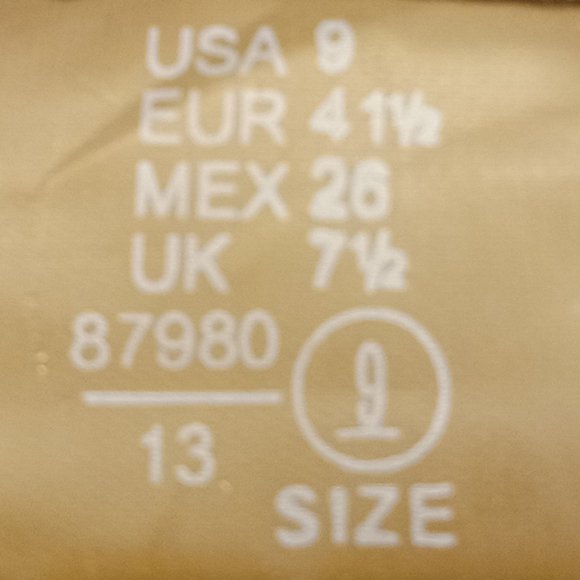 USA 9
EUR 41½
MEX 26
UK 7½
87980
13
9
SIZE